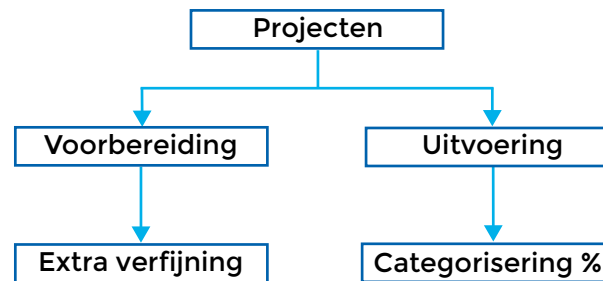 Projecten
Voorbereiding
Uitvoering
Extra verfijning
Categorisering %